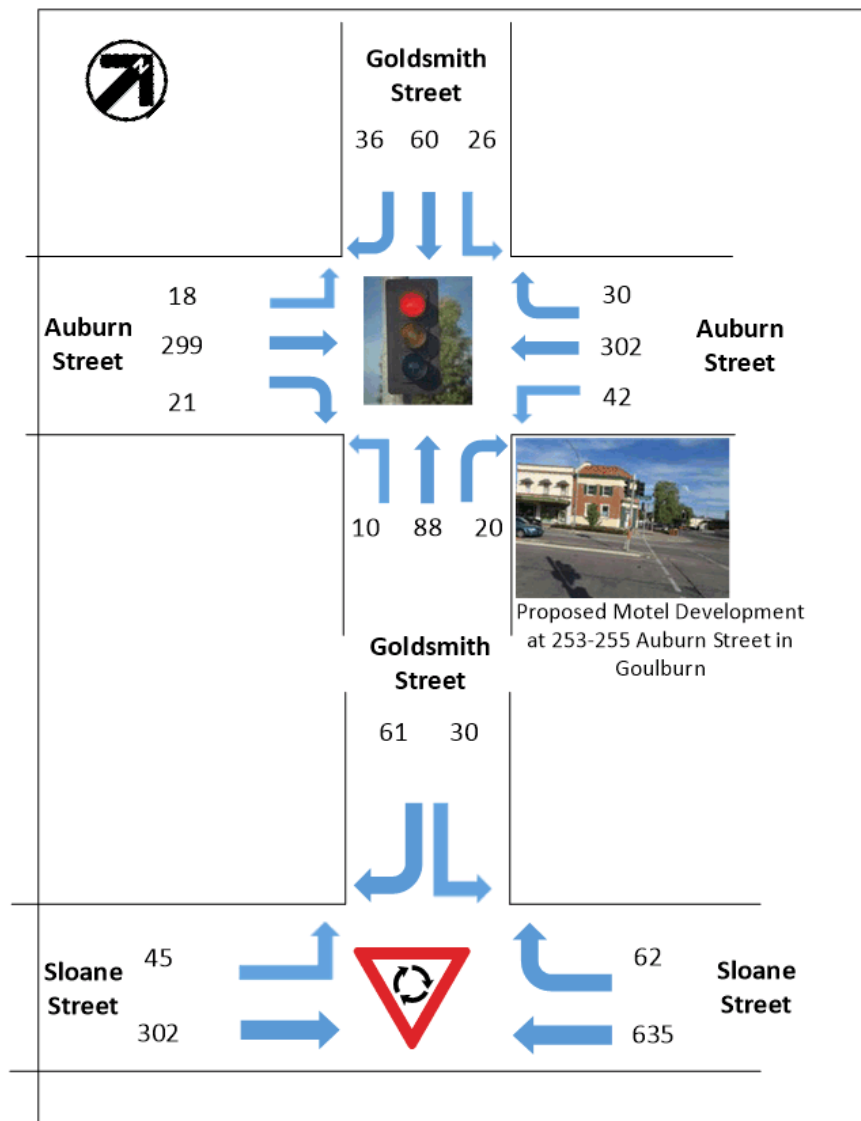 N
Goldsmith
Street
36 60 26
18
299
21
Auburn
Street
30
302
42
Auburn
Street
10 88 20
Proposed Motel Development
at 253-255 Auburn Street in
Goulburn
Goldsmith
Street
61 30
45
302
Sloane
Street
62
635
Sloane
Street